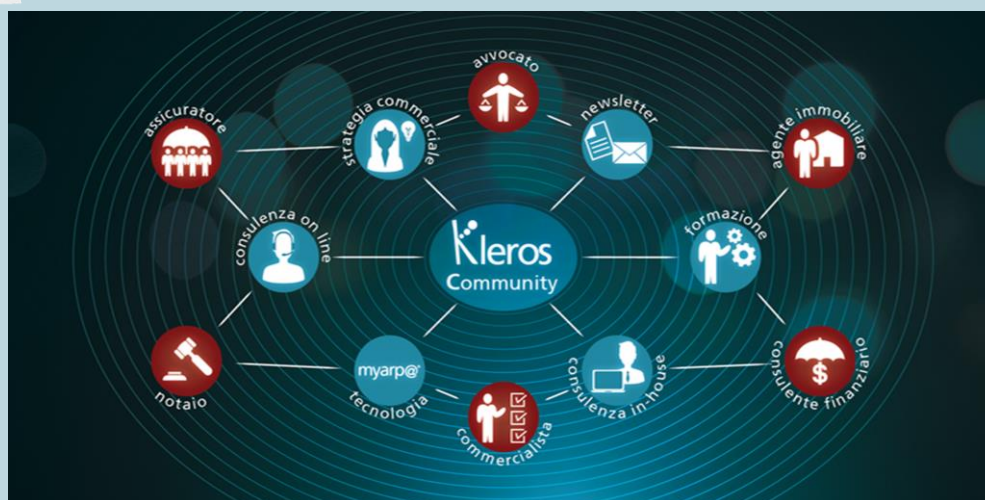 avvocato
strategia commerciale
newsletter
assicuratore
agente immobiliare
consulenza on line
Kleros
Community
formazione
notaio
myarp@
tecnologia
commercialista
consulenza in-house
consulente finanziario
$